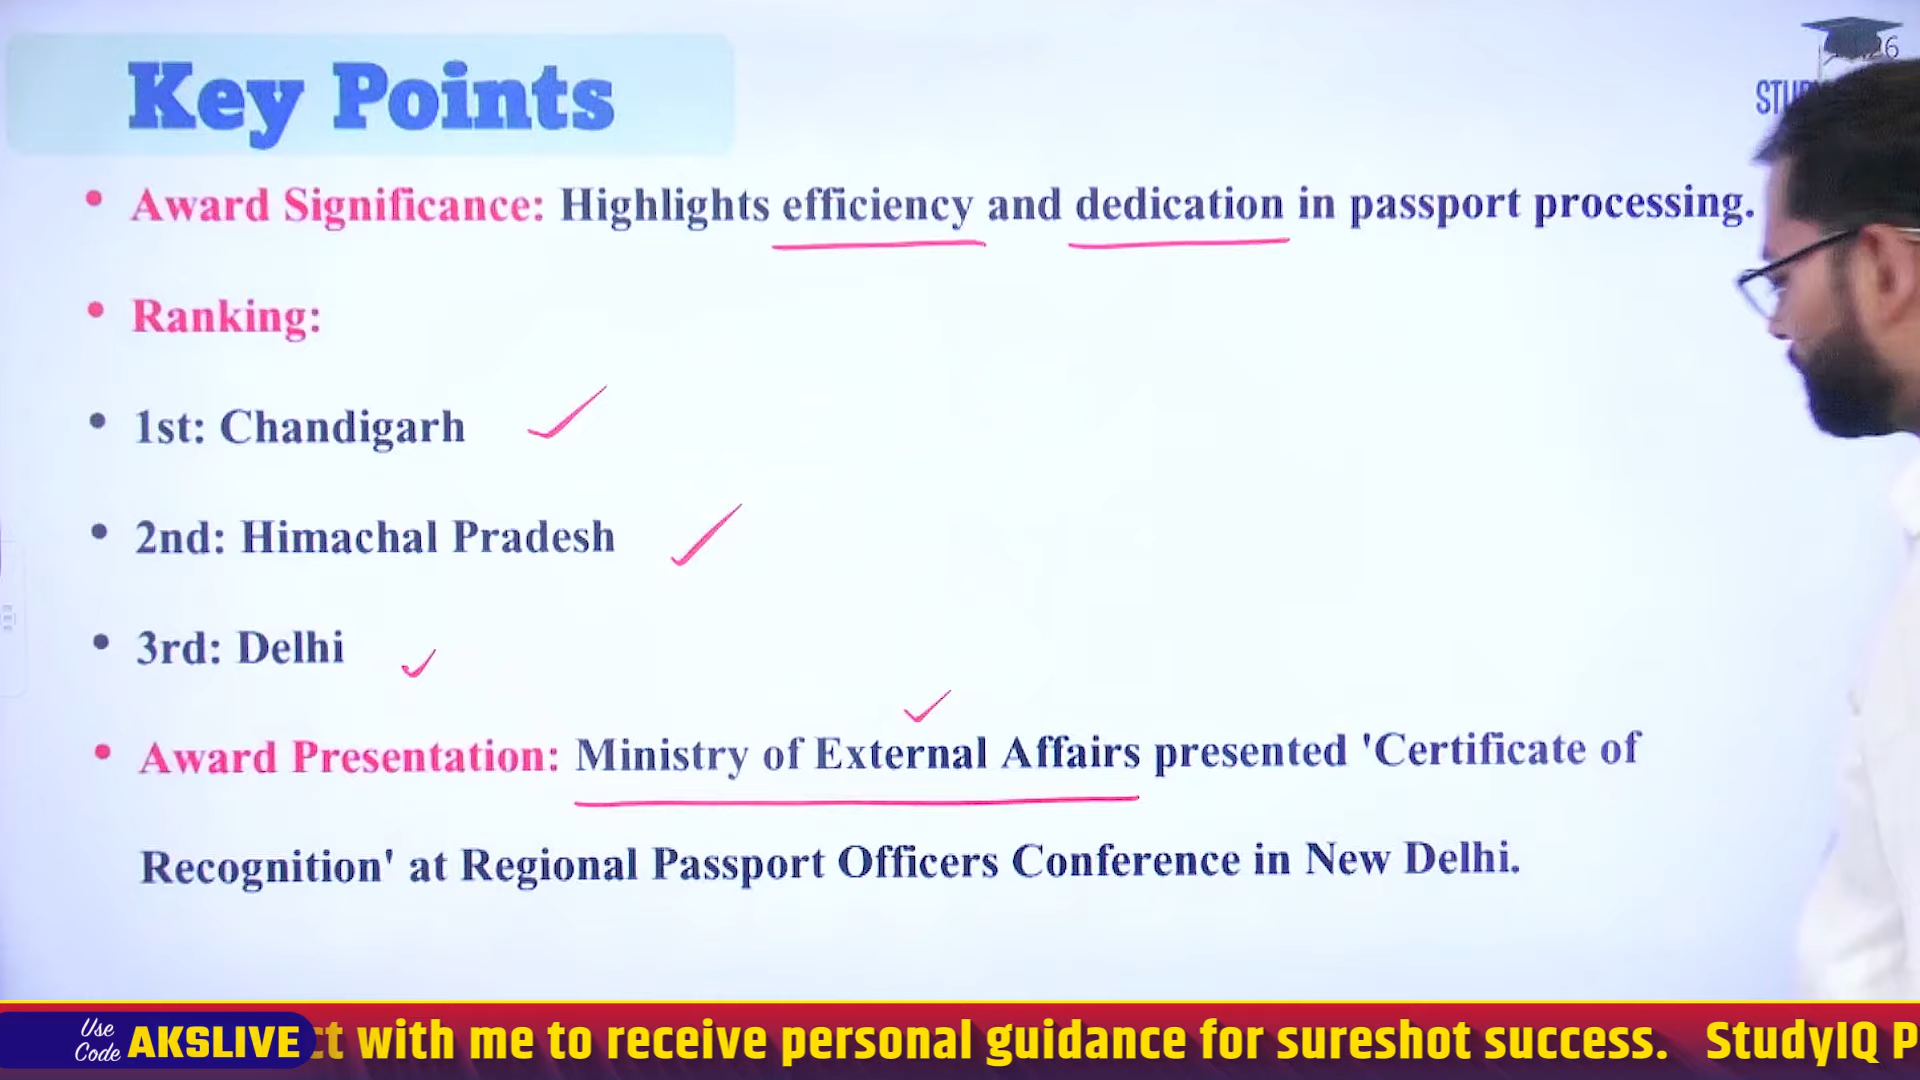 Key Points
• Award Significance: Highlights efficiency and dedication in passport processing.
• Ranking:
• 1st: Chandigarh
• 2nd: Himachal Pradesh
• 3rd: Delhi
• Award Presentation: Ministry of External Affairs presented 'Certificate of
Recognition' at Regional Passport Officers Conference in New Delhi.
Use Code AKSLIVE
with me to receive personal guidance for sureshot success. StudyIQ